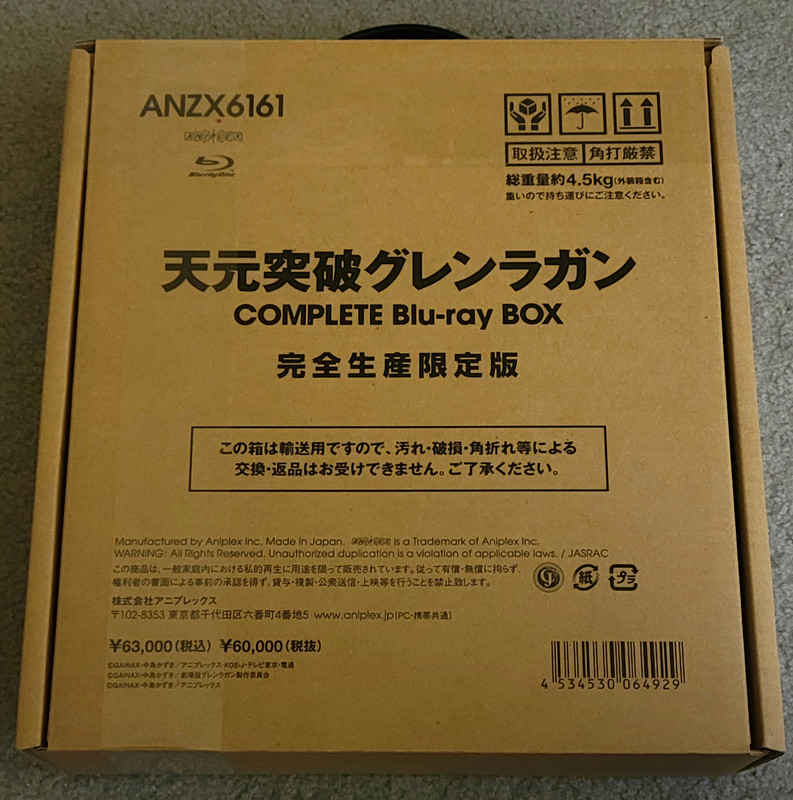 ANZX6161
ANIPLEX
Blu-ray Disc
取扱注意 角打厳禁
総重量約4.5kg(外装箱含む)
重いので持ち運びにご注意ください。
天元突破グレンラガン
COMPLETE Blu-ray BOX
完全生産限定版
この箱は輸送用ですので、汚れ・破損・角折れ等による
交換・返品はお受けできません。ご了承ください。
Manufactured by Aniplex Inc. Made in Japan. ANIPLEX is a Trademark of Aniplex Inc.
WARNING: All Rights Reserved. Unauthorized duplication is a violation of applicable laws. / JASRAC
この商品は、一般家庭内における私的再生に用途を限って販売されています。従って有償・無償に拘らず、
権利者の書面による事前の承認を得ず、貸与・複製・公衆送信・上映等を行うことを禁止致します。
紙 プラ
株式会社アニプレックス
〒102-8353 東京都千代田区六番町4番地5 www.aniplex.jp(PC・携帯共通)
¥63,000(税込) ¥60,000(税抜)
©GAINAX・中島かずき/アニプレックス・KDE-J・テレビ東京・電通
©GAINAX・中島かずき/劇場版グレンラガン製作委員会
©GAINAX・中島かずき/アニプレックス
4 534530 064929